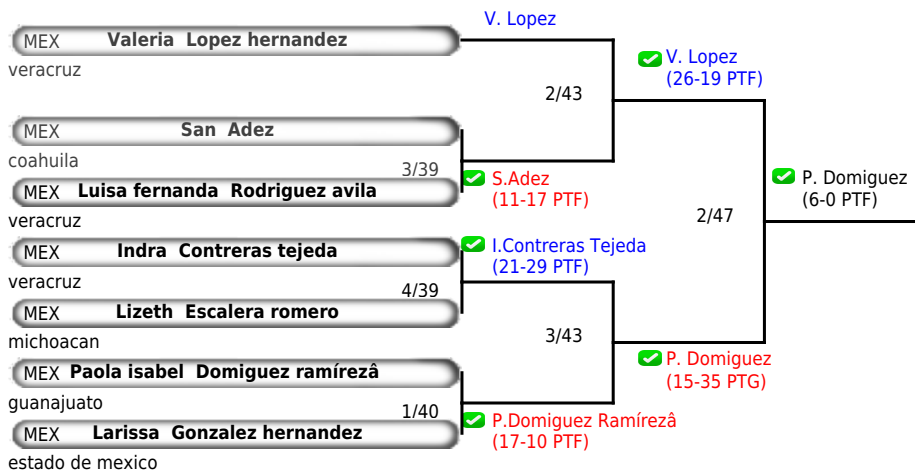 V. Lopez
MEX Valeria Lopez hernandez
veracruz
V. Lopez
(26-19 PTF)
2/43
MEX San Adez
coahuila
3/39
S.Adez
(11-17 PTF)
MEX Luisa fernanda Rodriguez avila
veracruz
P. Domiguez
(6-0 PTF)
2/47
MEX Indra Contreras tejeda
veracruz
I.Contreras Tejeda
(21-29 PTF)
4/39
MEX Lizeth Escalera romero
michoacan
3/43
P. Domiguez
(15-35 PTG)
MEX Paola isabel Domiguez ramírezâ
guanajuato
1/40
P.Domiguez Ramírezâ
(17-10 PTF)
MEX Larissa Gonzalez hernandez
estado de mexico